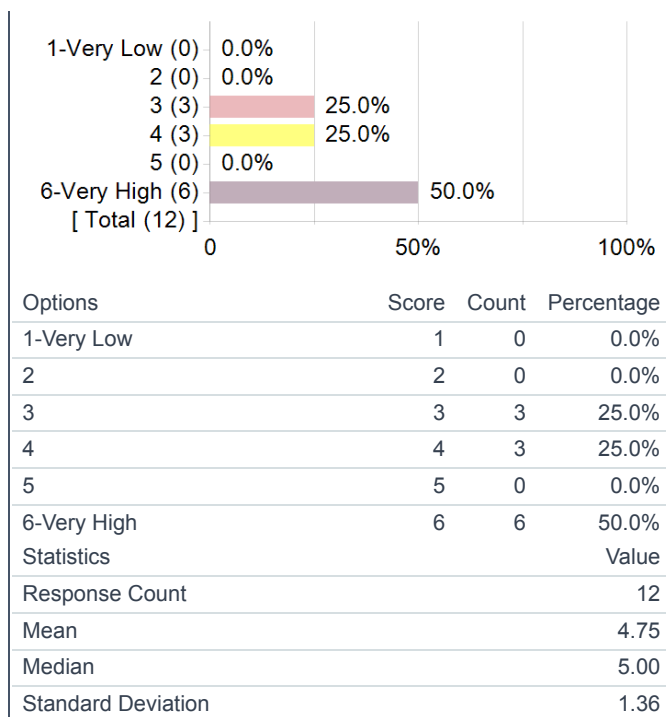 1-Very Low (0) 0.0%
2 (0) 0.0%
3 (3) 25.0%
4 (3) 25.0%
5 (0) 0.0%
6-Very High (6) 50.0%
[ Total (12) ]
0 50% 100%
Options Score Count Percentage
1-Very Low 1 0 0.0%
2 2 0 0.0%
3 3 3 25.0%
4 4 3 25.0%
5 5 0 0.0%
6-Very High 6 6 50.0%
Statistics Value
Response Count 12
Mean 4.75
Median 5.00
Standard Deviation 1.36